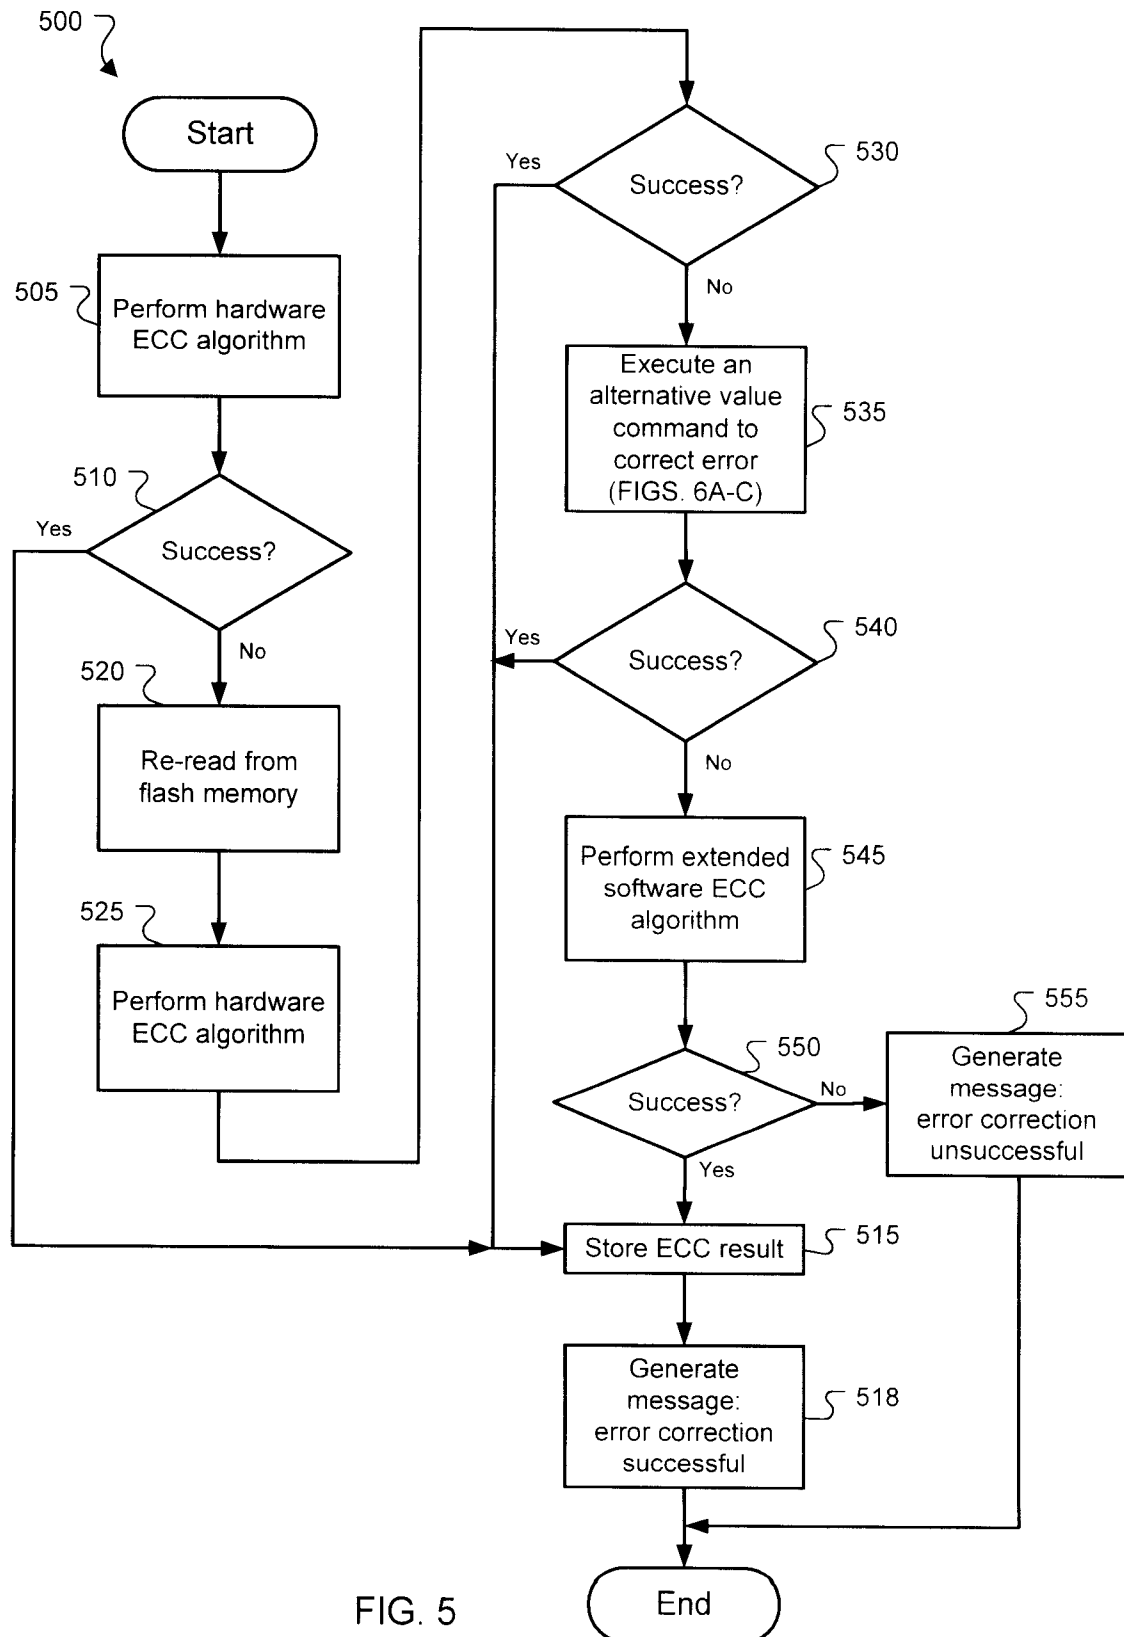 500
Start
505
Perform hardware
ECC algorithm
510
Yes
Success?
No
520
Re-read from
flash memory
525
Perform hardware
ECC algorithm
530
Yes
Success?
No
535
Execute an
alternative value
command to
correct error
(FIGS. 6A-C)
540
Yes
Success?
No
545
Perform extended
software ECC
algorithm
550
Success?
No
Yes
555
Generate
message:
error correction
unsuccessful
515
Store ECC result
518
Generate
message:
error correction
successful
End
FIG. 5